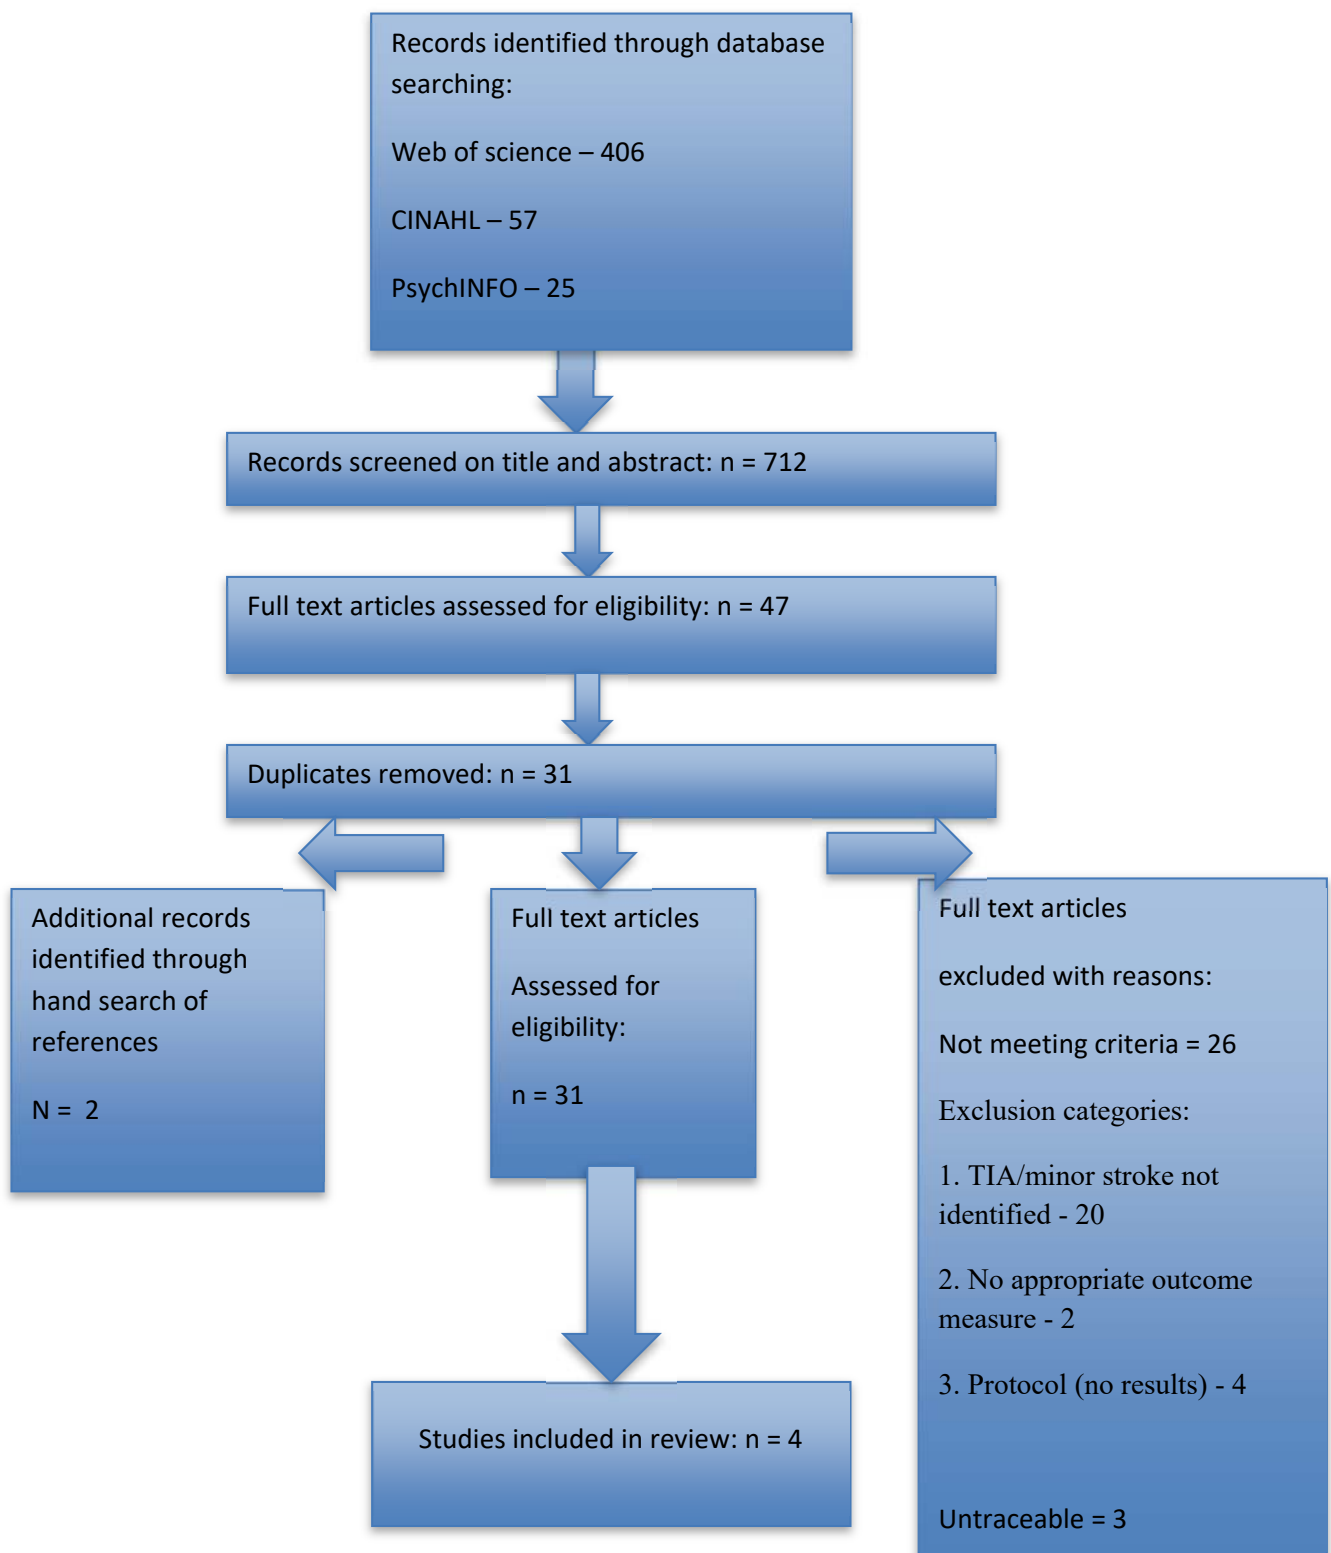 Records identified through database
searching:
Web of science – 406
CINAHL – 57
PsychINFO – 25
Records screened on title and abstract: n = 712
Full text articles assessed for eligibility: n = 47
Duplicates removed: n = 31
Additional records
identified through
hand search of
references
N =  2
Full text articles
Assessed for
eligibility:
n = 31
Full text articles
excluded with reasons:
Not meeting criteria = 26
Exclusion categories:
1. TIA/minor stroke not
identified - 20
2. No appropriate outcome
measure - 2
3. Protocol (no results) - 4
Untraceable = 3
Studies included in review: n = 4